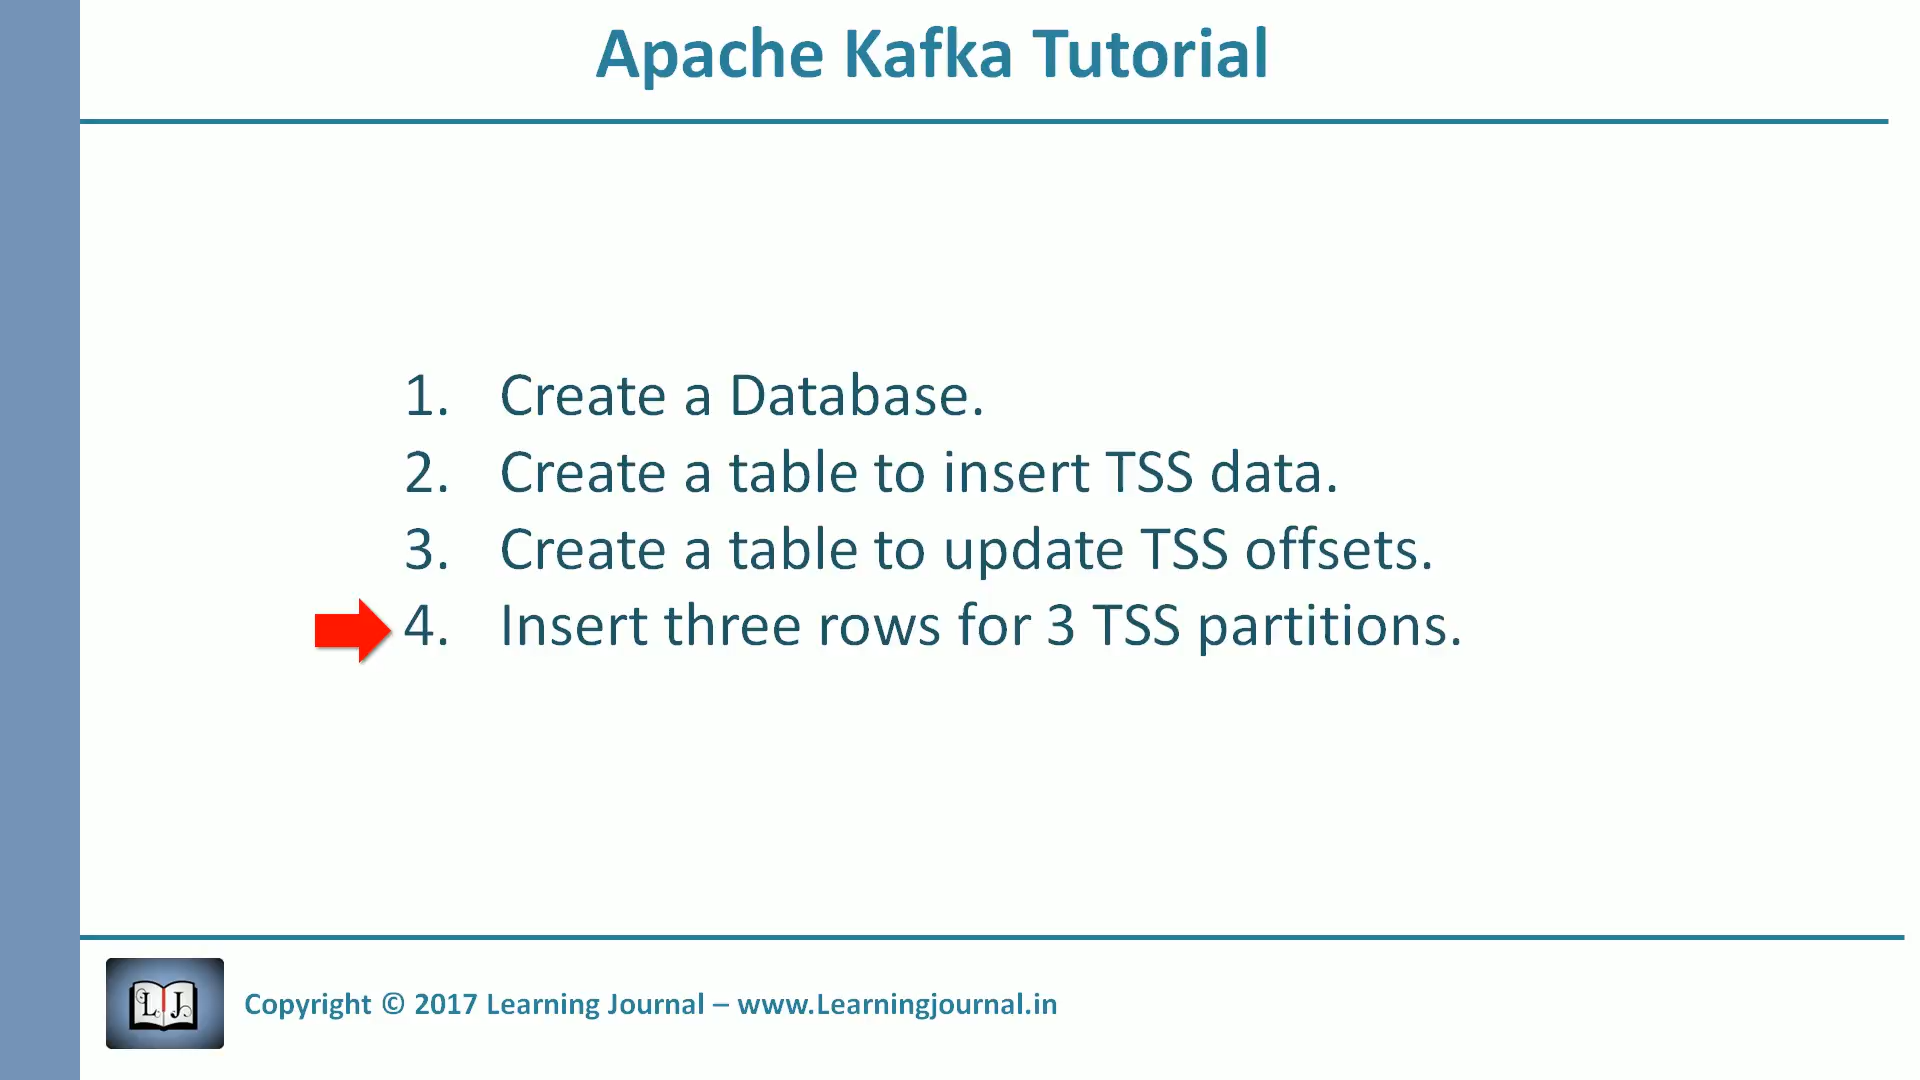 Apache Kafka Tutorial
1. Create a Database.
2. Create a table to insert TSS data.
3. Create a table to update TSS offsets.
4. Insert three rows for 3 TSS partitions.
L J
Copyright © 2017 Learning Journal – www.Learningjournal.in